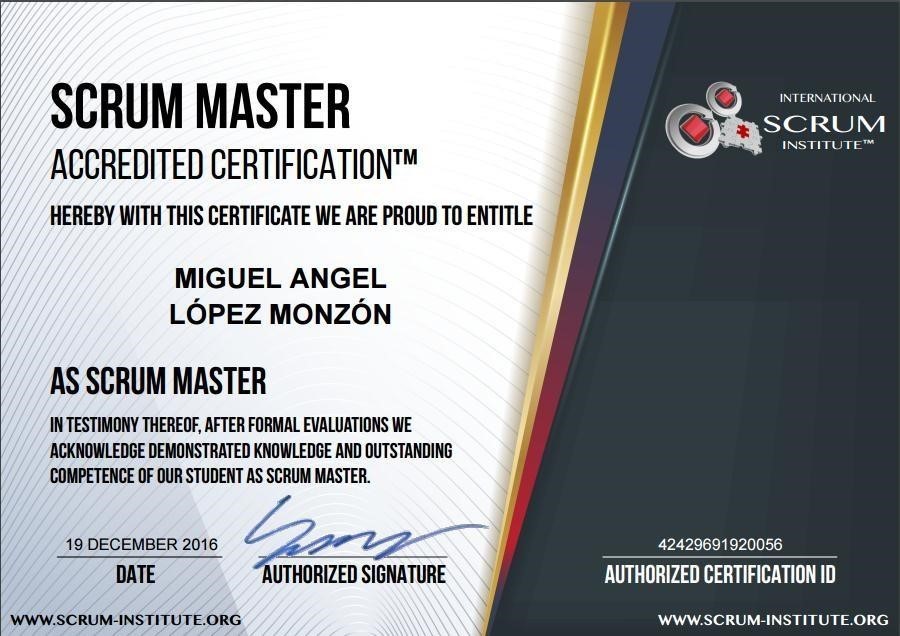 SCRUM MASTER
ACCREDITED CERTIFICATION™
HEREBY WITH THIS CERTIFICATE WE ARE PROUD TO ENTITLE
MIGUEL ANGEL
LÓPEZ MONZÓN
AS SCRUM MASTER
IN TESTIMONY THEREOF, AFTER FORMAL EVALUATIONS WE
ACKNOWLEDGE DEMONSTRATED KNOWLEDGE AND OUTSTANDING
COMPETENCE OF OUR STUDENT AS SCRUM MASTER.
19 DECEMBER 2016
DATE
AUTHORIZED SIGNATURE
WWW.SCRUM-INSTITUTE.ORG
INTERNATIONAL
SCRUM
INSTITUTE™
42429691920056
AUTHORIZED CERTIFICATION ID
WWW.SCRUM-INSTITUTE.ORG